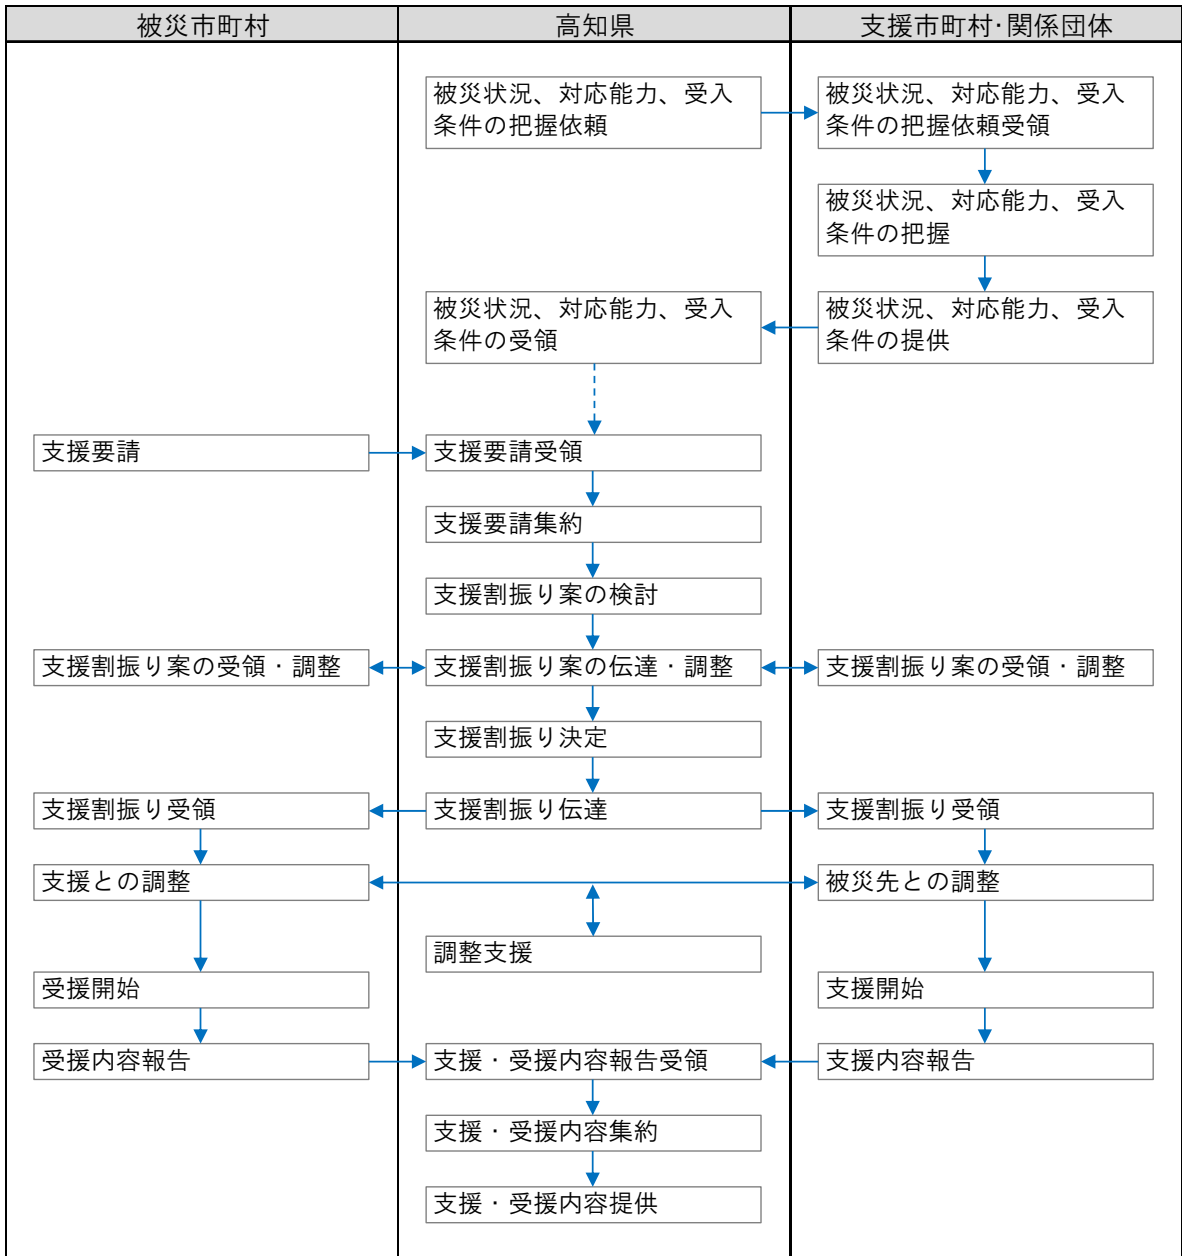 被災市町村
高知県
支援市町村･関係団体
被災状況、対応能力、受入
条件の把握依頼
被災状況、対応能力、受入
条件の把握依頼受領
被災状況、対応能力、受入
条件の把握
被災状況、対応能力、受入
条件の受領
被災状況、対応能力、受入
条件の提供
支援要請
支援要請受領
支援要請集約
支援割振り案の検討
支援割振り案の受領・調整
支援割振り案の伝達・調整
支援割振り案の受領・調整
支援割振り決定
支援割振り受領
支援割振り伝達
支援割振り受領
支援との調整
被災先との調整
調整支援
受援開始
支援開始
受援内容報告
支援・受援内容報告受領
支援内容報告
支援・受援内容集約
支援・受援内容提供